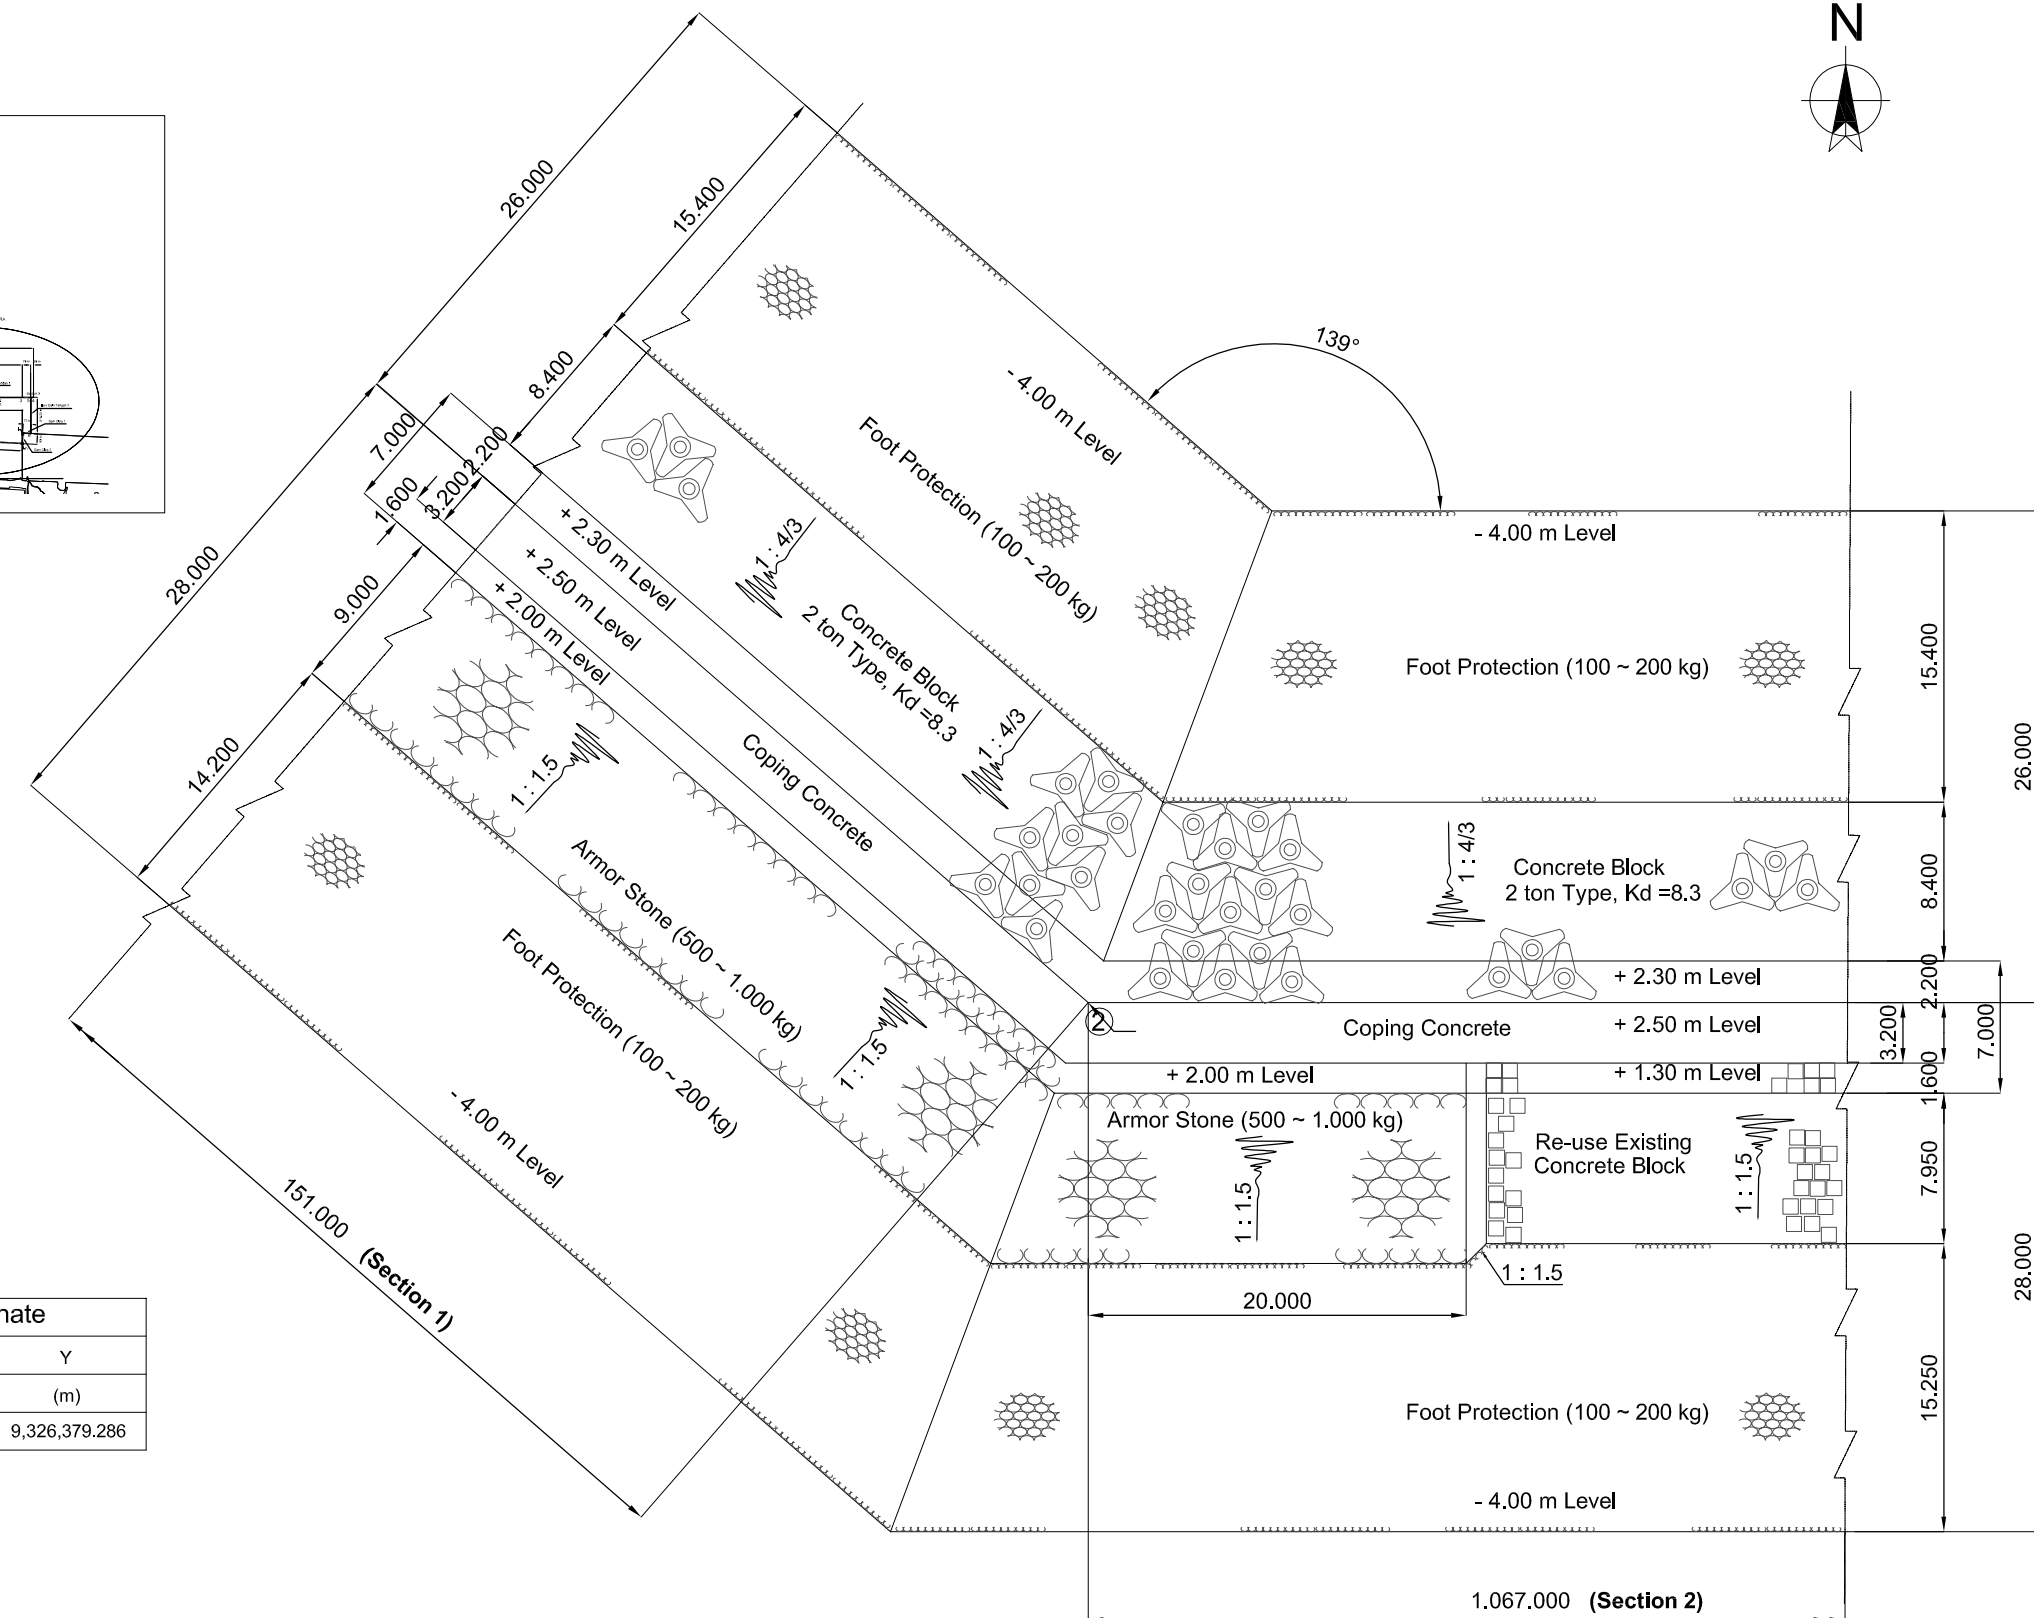 N
26.000
15.400
8.400
7.000
2.200
3.200
1.600
28.000
9.000
14.200
139°
- 4.00 m Level
Foot Protection (100 ~ 200 kg)
- 4.00 m Level
+ 2.30 m Level
+ 2.50 m Level
+ 2.00 m Level
1 : 4/3
Concrete Block
2 ton Type, Kd =8.3
1 : 4/3
Foot Protection (100 ~ 200 kg)
15.400
26.000
1 : 1.5
Coping Concrete
Armor Stone (500 ~ 1.000 kg)
1 : 1.5
Foot Protection (100 ~ 200 kg)
- 4.00 m Level
1 : 4/3
Concrete Block
2 ton Type, Kd =8.3
8.400
+ 2.30 m Level
2.200
2
Coping Concrete
+ 2.50 m Level
3.200
7.000
+ 2.00 m Level
+ 1.30 m Level
1.600
Armor Stone (500 ~ 1.000 kg)
1 : 1.5
Re-use Existing
Concrete Block
1 : 1.5
7.950
151.000 (Section 1)
1 : 1.5
20.000
28.000
nate
Y
(m)
9,326,379.286
15.250
Foot Protection (100 ~ 200 kg)
- 4.00 m Level
1.067.000 (Section 2)